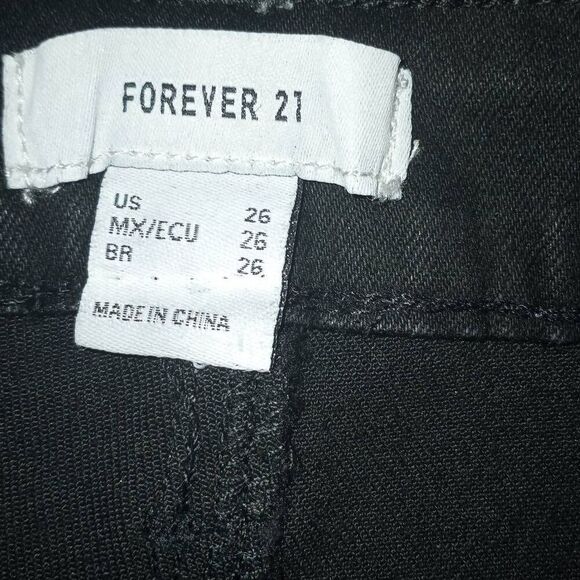 FOREVER 21
US 26
MX/ECU 26
BR 26
MADE IN CHINA